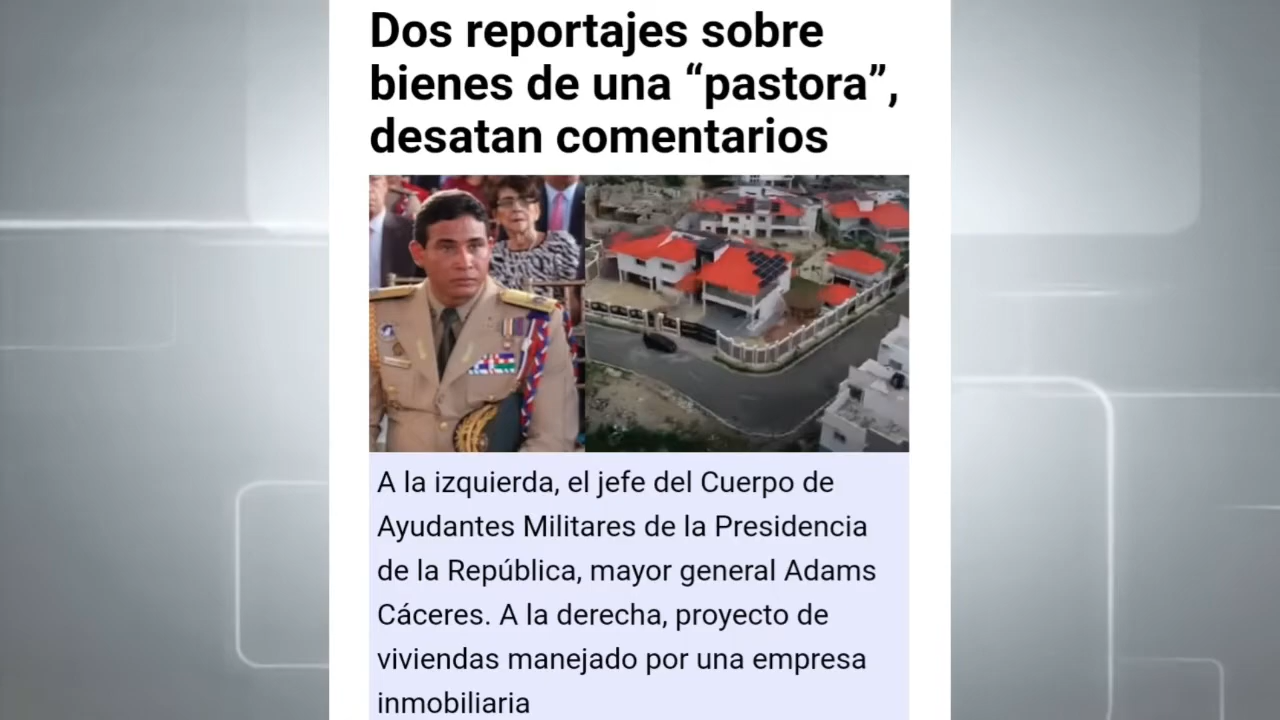 Dos reportajes sobre
bienes de una “pastora”,
desatan comentarios
A la izquierda, el jefe del Cuerpo de
Ayudantes Militares de la Presidencia
de la República, mayor general Adams
Cáceres. A la derecha, proyecto de
viviendas manejado por una empresa
inmobiliaria